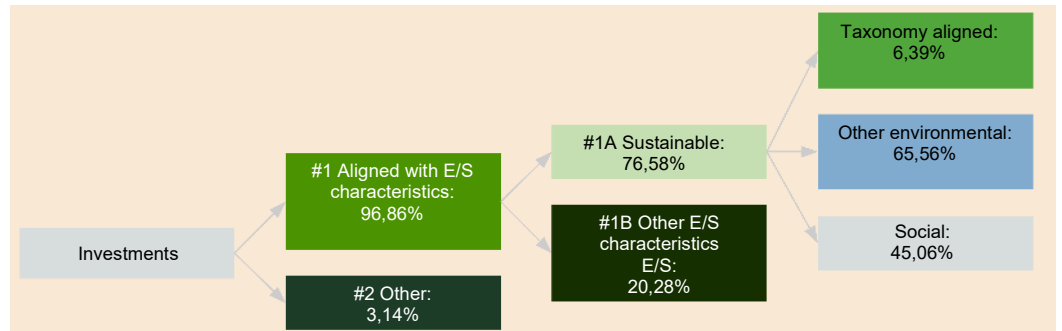 Investments
#1 Aligned with E/S
characteristics:
96,86%
#2 Other:
3,14%
#1A Sustainable:
76,58%
#1B Other E/S
characteristics
E/S:
20,28%
Taxonomy aligned:
6,39%
Other environmental:
65,56%
Social:
45,06%